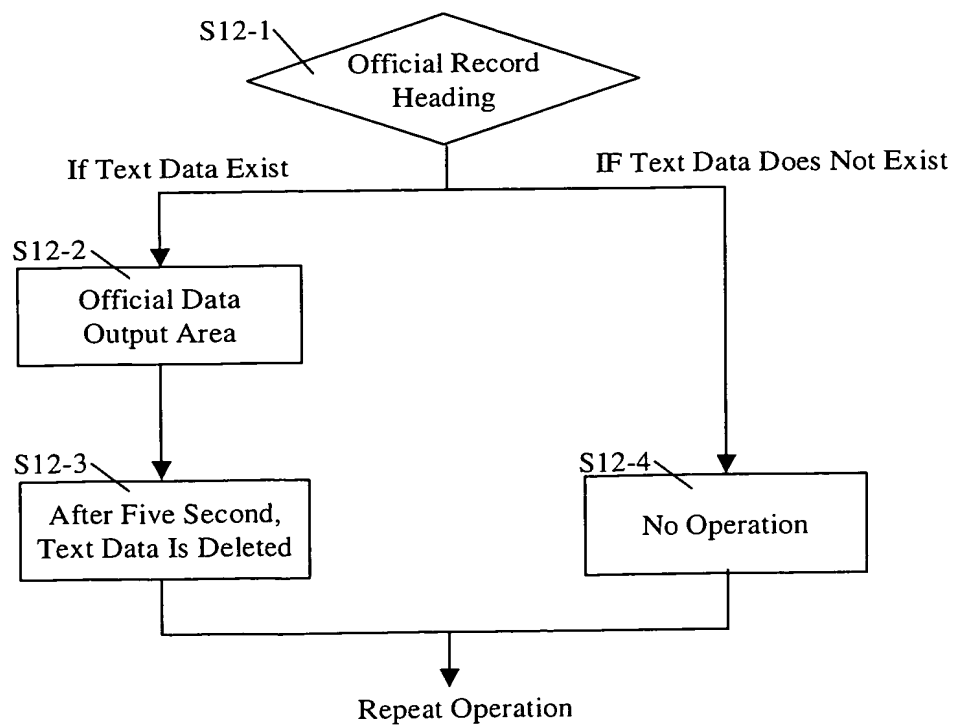 S12-1
Official Record
Heading
If Text Data Exist
IF Text Data Does Not Exist
S12-2
Official Data
Output Area
S12-3
After Five Second,
Text Data Is Deleted
S12-4
No Operation
Repeat Operation